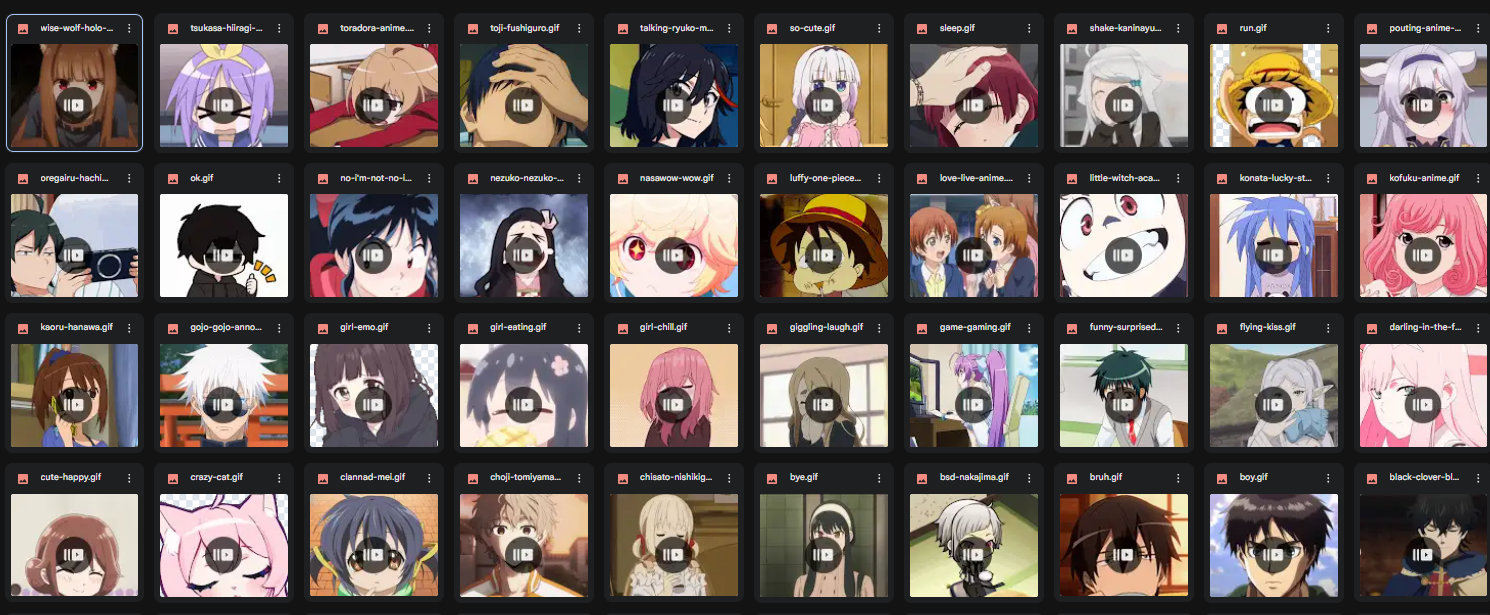 wise-wolf-holo-...
tsukasa-hiiragi-...
toradora-anime....
toji-fushiguro.gif
talking-ryuko-m...
so-cute.gif
sleep.gif
shake-kaninayu...
run.gif
pouting-anime-...
oregairu-hachi...
ok.gif
no-i'm-not-no-i...
nezuko-nezuko-...
nasawow-wow.gif
luffy-one-piece...
love-live-anime....
little-witch-aca...
konata-lucky-st...
kofuku-anime.gif
kaoru-hanawa.gif
gojo-gojo-anno...
girl-emo.gif
girl-eating.gif
girl-chill.gif
giggling-laugh.gif
game-gaming.gif
funny-surprised...
flying-kiss.gif
darling-in-the-f...
cute-happy.gif
crazy-cat.gif
clannad-mei.gif
choji-tomiyama...
chisato-nishikig...
bye.gif
bsd-nakajima.gif
bruh.gif
boy.gif
black-clover-bl...